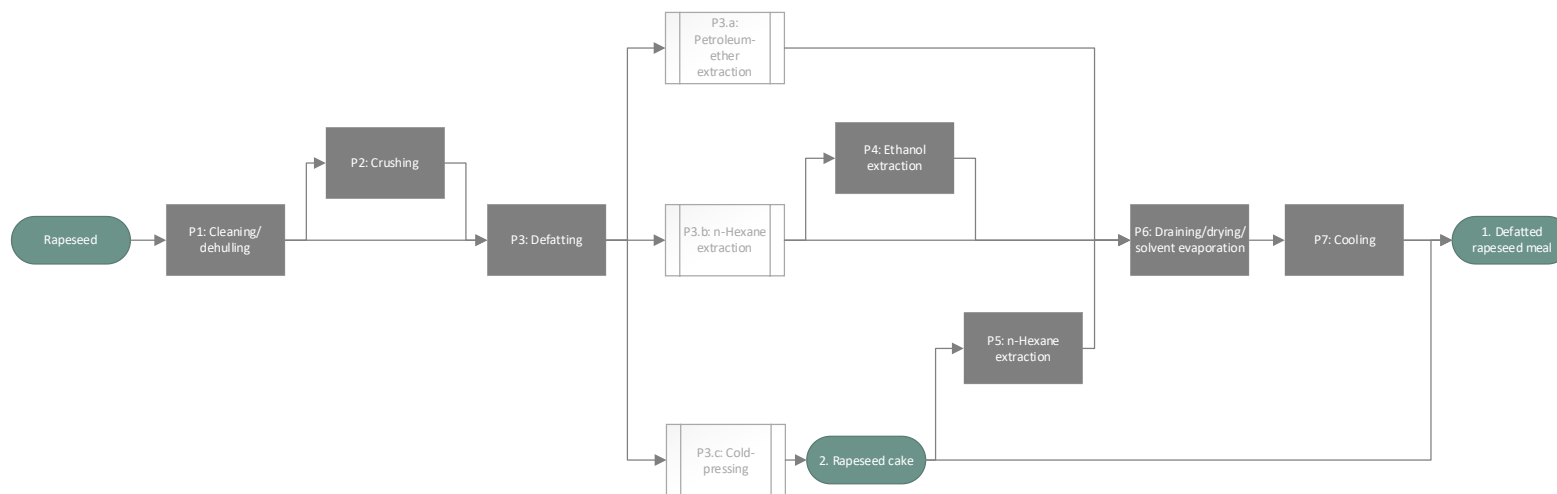 P3.a:
Petroleum-
ether
extraction
P2: Crushing
P4: Ethanol
extraction
Rapeseed
P1: Cleaning/
dehulling
P3: Defatting
P3.b: n-Hexane
extraction
P6: Draining/drying/
solvent evaporation
P7: Cooling
1. Defatted
rapeseed meal
P5: n-Hexane
extraction
P3.c: Cold-
pressing
2. Rapeseed cake